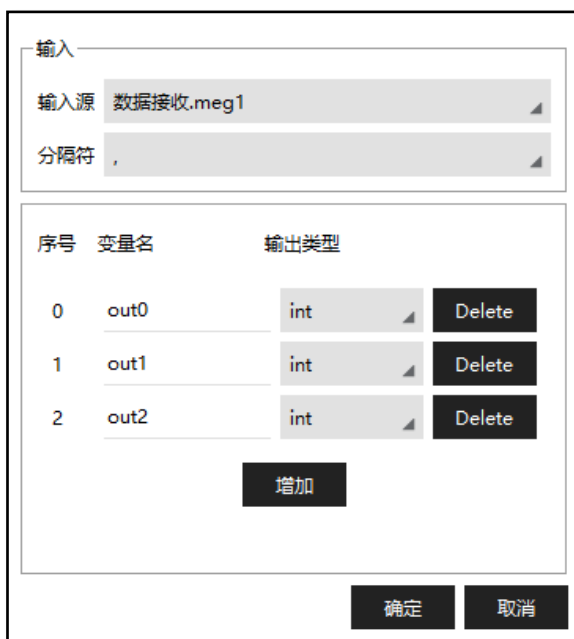 输入
输入源 数据接收.meg1
分隔符 ,
序号 变量名 输出类型
0 out0 int Delete
1 out1 int Delete
2 out2 int Delete
增加
确定 取消